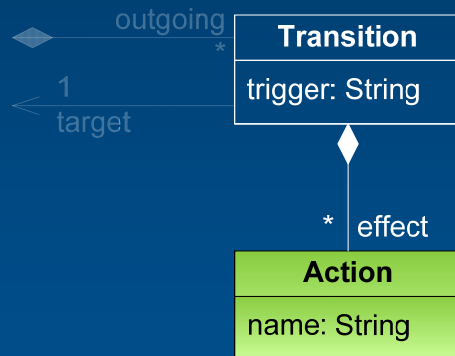 outgoing
*
Transition
trigger: String
1
target
* effect
Action
name: String